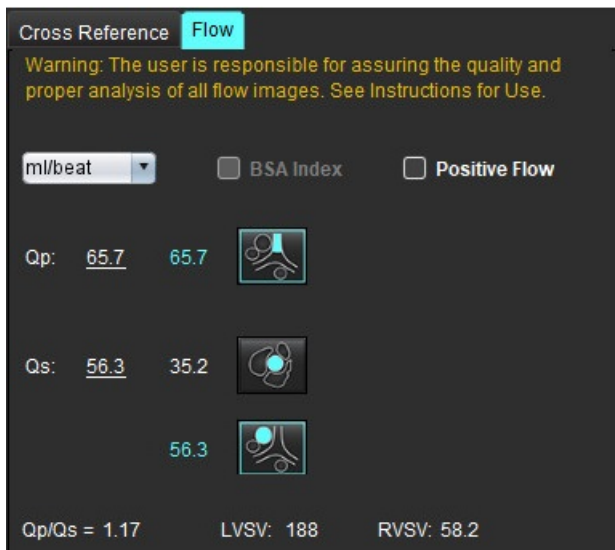 Cross Reference Flow
Warning: The user is responsible for assuring the quality and
proper analysis of all flow images. See Instructions for Use.
ml/beat BSA Index Positive Flow
Qp: 65.7 65.7
Qs: 56.3 35.2
56.3
Qp/Qs = 1.17 LVSV: 188 RVSV: 58.2